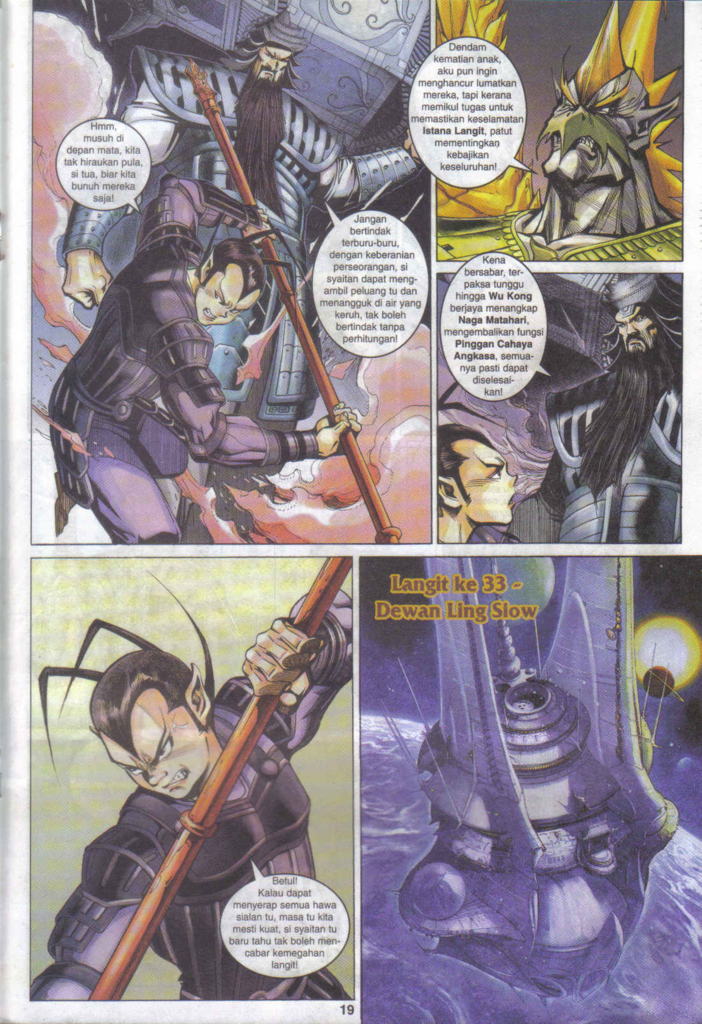 Hmm,
musuh di
depan mata, kita
tak hiraukan pula,
si tua, biar kita
bunuh mereka
saja!
Jangan
bertindak
terburu-buru,
dengan keberanian
perseorangan, si
syaitan dapat meng-
ambil peluang tu dan
menangguk di air yang
keruh, tak boleh
bertindak tanpa
perhitungan!
Dendam
kematian anak,
aku pun ingin
menghancur lumatkan
mereka, tapi kerana
memikul tugas untuk
memastikan keselamatan
Istana Langit, patut
mementingkan
kebajikan
keseluruhan!
Kena
bersabar, ter-
paksa tunggu
hingga Wu Kong
berjaya menangkap
Naga Matahari,
mengembalikan fungsi
Pinggan Cahaya
Angkasa, semua-
nya pasti dapat
diselesai-
kan!
Betul!
Kalau dapat
menyerap semua hawa
sialan tu, masa tu kita
mesti kuat, si syaitan tu
baru tahu tak boleh men-
cabar kemegahan
langit!
Langit ke 33 -
Dewan Ling Slow
19